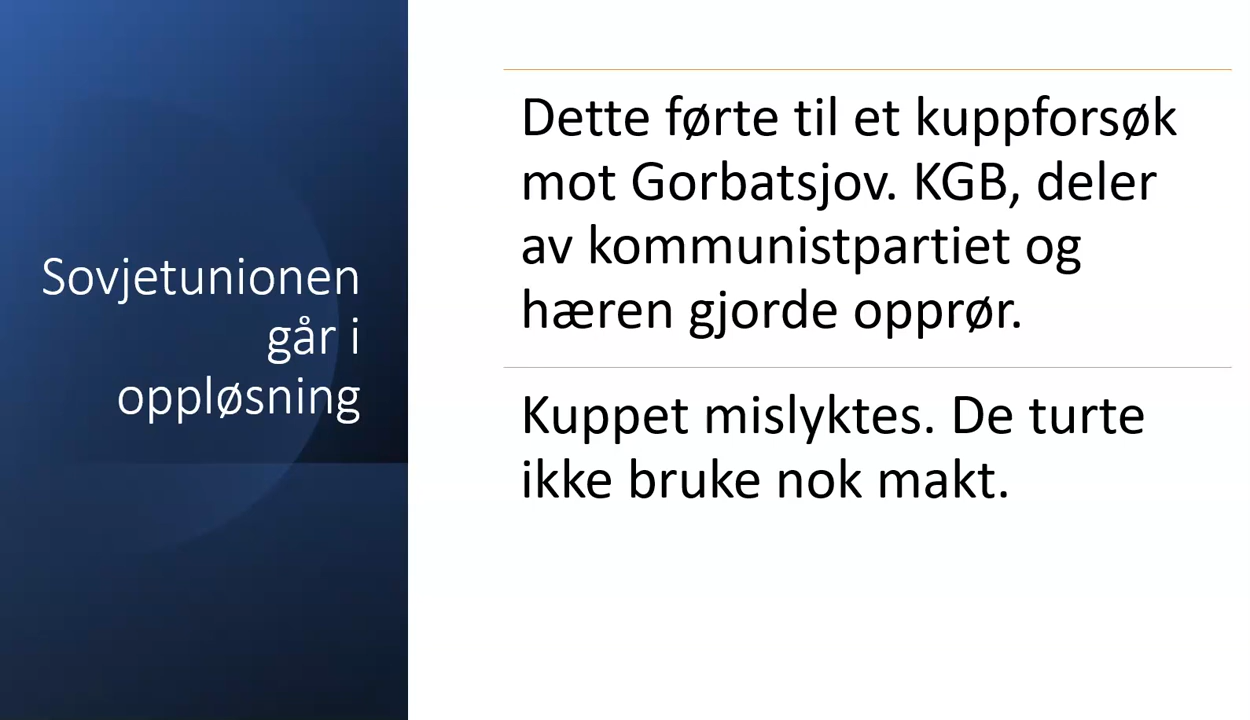 Sovjetunionen
går i
oppløsning
Dette førte til et kuppforsøk
mot Gorbatsjov. KGB, deler
av kommunistpartiet og
hæren gjorde opprør.
Kuppet mislyktes. De turte
ikke bruke nok makt.